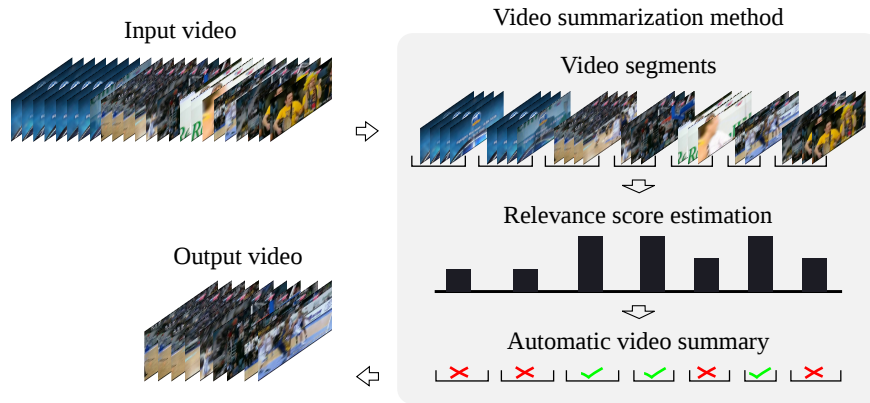 Video summarization method
Input video
Video segments
Relevance score estimation
Output video
Automatic video summary